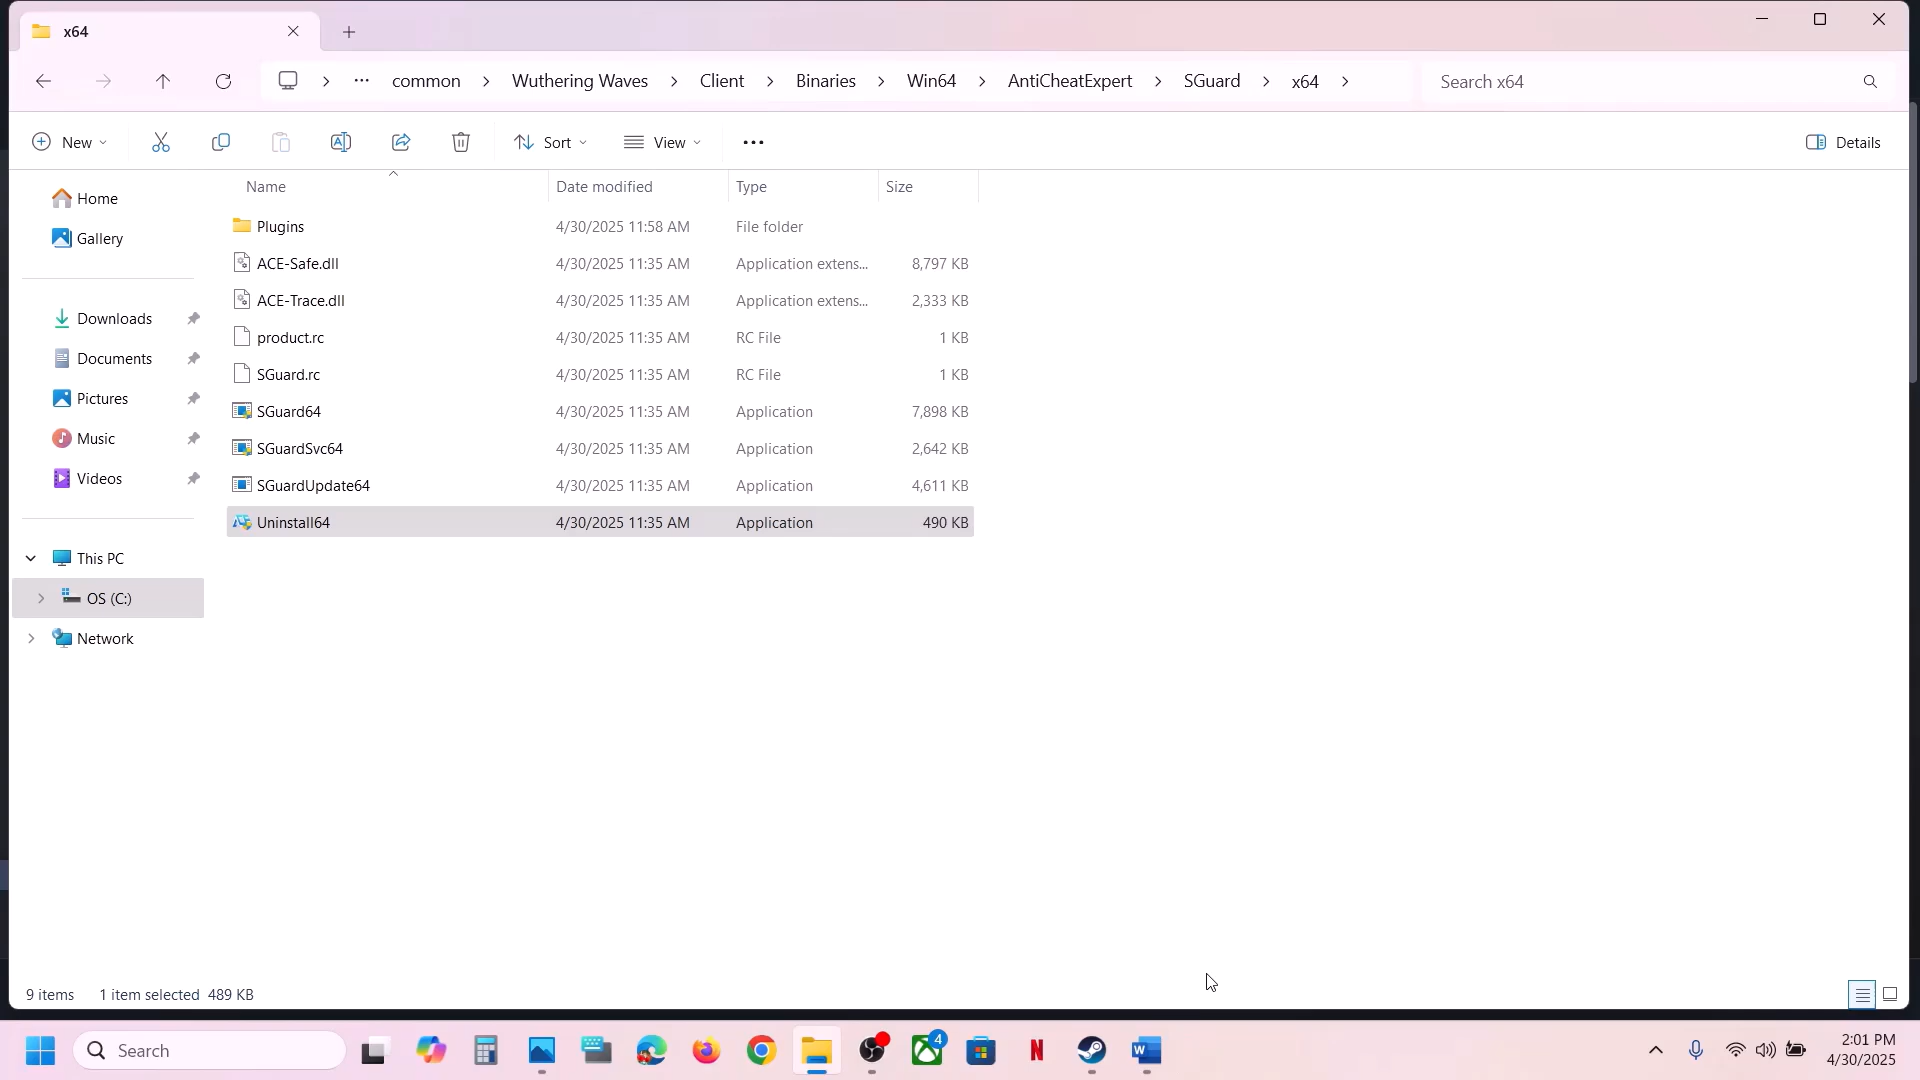 x64
common
Wuthering Waves
Client
Binaries
Win64
AntiCheatExpert
SGuard
x64
Search x64
New
Sort
View
Details
Name Date modified Type Size
Home
Gallery
Downloads
Documents
Pictures
Music
Videos
This PC
OS (C:)
Network
Plugins 4/30/2025 11:58 AM File folder
ACE-Safe.dll 4/30/2025 11:35 AM Application extens... 8,797 KB
ACE-Trace.dll 4/30/2025 11:35 AM Application extens... 2,333 KB
product.rc 4/30/2025 11:35 AM RC File 1 KB
SGuard.rc 4/30/2025 11:35 AM RC File 1 KB
SGuard64 4/30/2025 11:35 AM Application 7,898 KB
SGuardSvc64 4/30/2025 11:35 AM Application 2,642 KB
SGuardUpdate64 4/30/2025 11:35 AM Application 4,611 KB
Uninstall64 4/30/2025 11:35 AM Application 490 KB
9 items 1 item selected 489 KB
Search
4
2:01 PM
4/30/2025